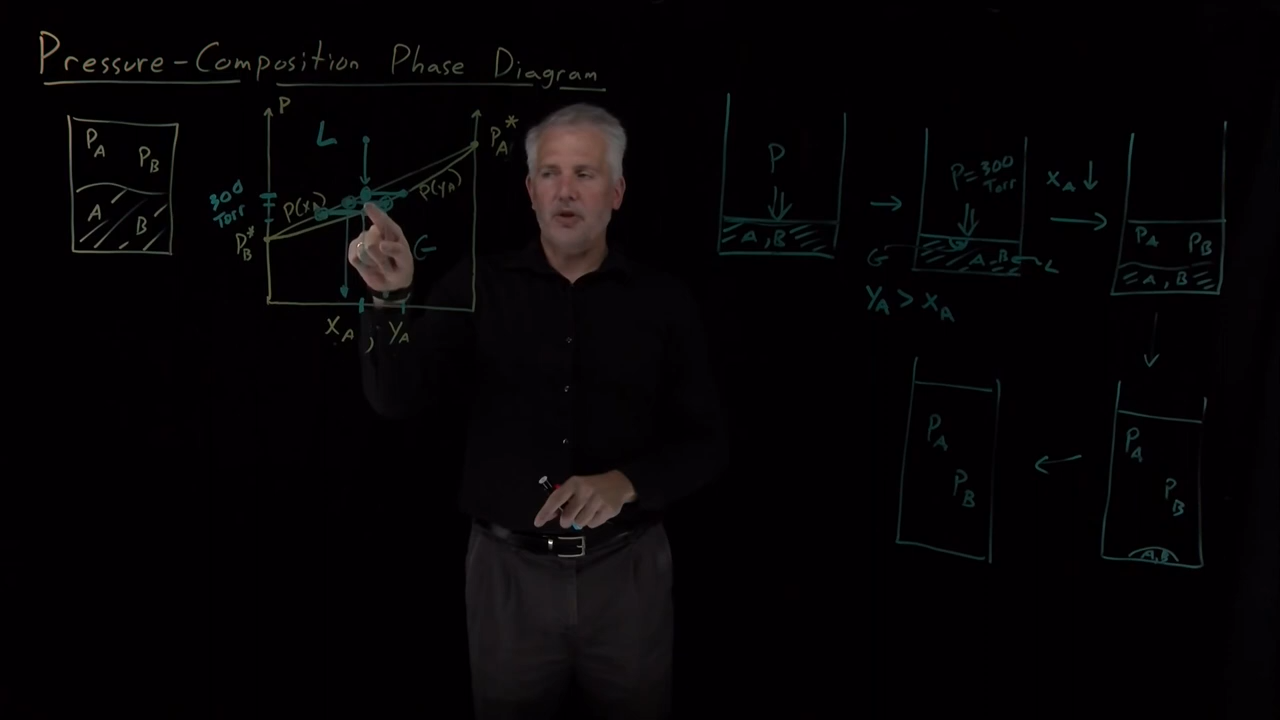 Pressure-Composition Phase Diagram
P_A
P_B
A
B
P
L
P_A*
300
Torr
P(x
P(y_A)
P_B*
G
x_A , y_A
P
A, B
P=300
Torr
A, B
G
L
y_A > x_A
x_A ↓
P_A P_B
A, B
P_A
P_B
A,B
P_A
P_B